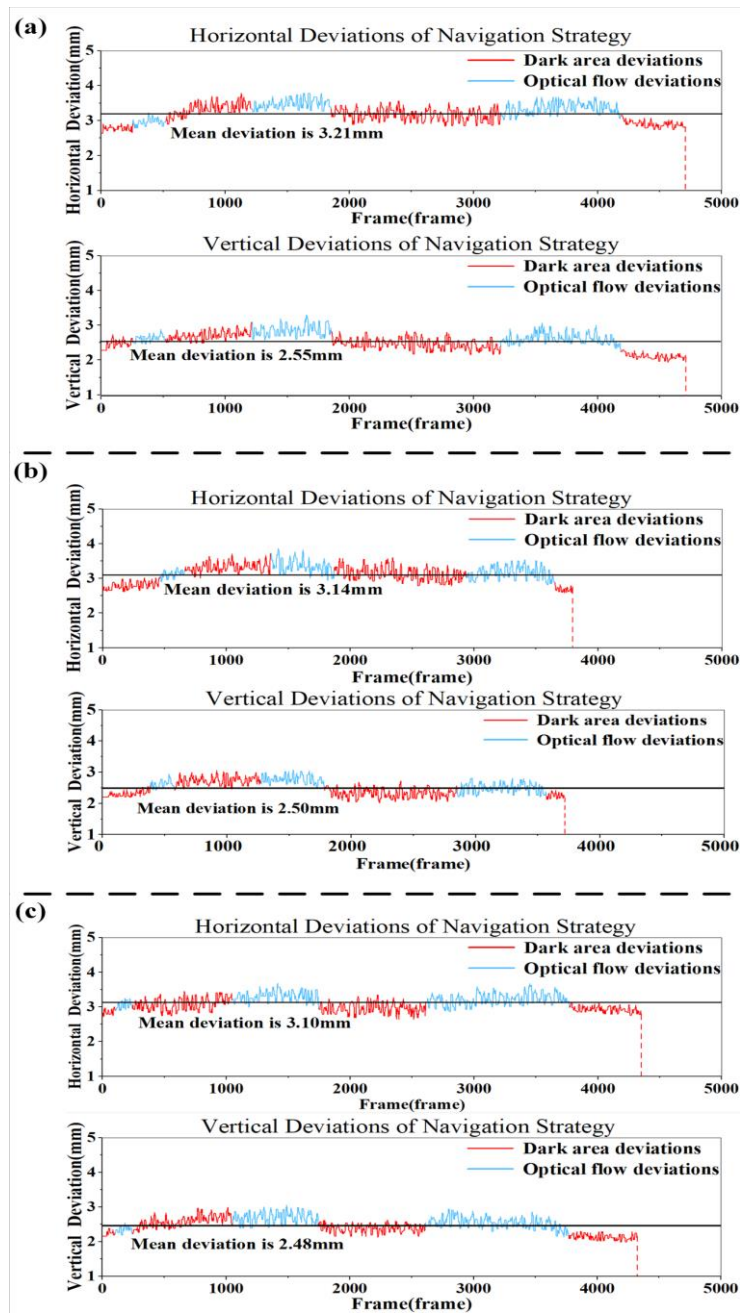 (a)
Horizontal Deviations of Navigation Strategy
Horizontal Deviation(mm)
5
4
3
2
1
Dark area deviations
Optical flow deviations
Mean deviation is 3.21mm
0 1000 2000 3000 4000 5000
Frame(frame)
Vertical Deviations of Navigation Strategy
Vertical Deviation(mm)
5
4
3
2
1
Dark area deviations
Optical flow deviations
Mean deviation is 2.55mm
0 1000 2000 3000 4000 5000
Frame(frame)
(b)
Horizontal Deviations of Navigation Strategy
Horizontal Deviation(mm)
5
4
3
2
1
Dark area deviations
Optical flow deviations
Mean deviation is 3.14mm
0 1000 2000 3000 4000 5000
Frame(frame)
Vertical Deviations of Navigation Strategy
Vertical Deviation(mm)
5
4
3
2
1
Dark area deviations
Optical flow deviations
Mean deviation is 2.50mm
0 1000 2000 3000 4000 5000
Frame(frame)
(c)
Horizontal Deviations of Navigation Strategy
Horizontal Deviation(mm)
5
4
3
2
1
Dark area deviations
Optical flow deviations
Mean deviation is 3.10mm
0 1000 2000 3000 4000 5000
Frame(frame)
Vertical Deviations of Navigation Strategy
Vertical Deviation(mm)
5
4
3
2
1
Dark area deviations
Optical flow deviations
Mean deviation is 2.48mm
0 1000 2000 3000 4000 5000
Frame(frame)